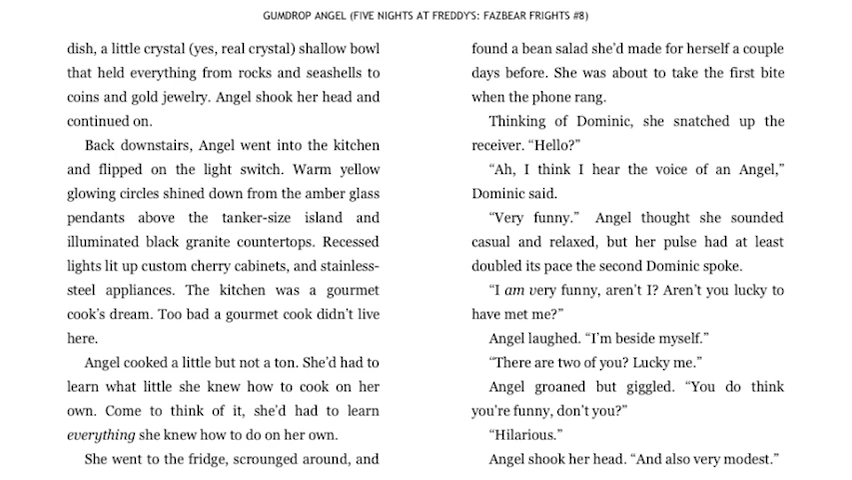 GUMDROP ANGEL (FIVE NIGHTS AT FREDDY'S: FAZBEAR FRIGHTS #8)
dish, a little crystal (yes, real crystal) shallow bowl
that held everything from rocks and seashells to
coins and gold jewelry. Angel shook her head and
continued on.
Back downstairs, Angel went into the kitchen
and flipped on the light switch. Warm yellow
glowing circles shined down from the amber glass
pendants above the tanker-size island and
illuminated black granite countertops. Recessed
lights lit up custom cherry cabinets, and stainless-
steel appliances. The kitchen was a gourmet
cook’s dream. Too bad a gourmet cook didn’t live
here.
Angel cooked a little but not a ton. She’d had to
learn what little she knew how to cook on her
own. Come to think of it, she’d had to learn
everything she knew how to do on her own.
She went to the fridge, scrounged around, and
found a bean salad she’d made for herself a couple
days before. She was about to take the first bite
when the phone rang.
Thinking of Dominic, she snatched up the
receiver. “Hello?”
“Ah, I think I hear the voice of an Angel,”
Dominic said.
“Very funny.” Angel thought she sounded
casual and relaxed, but her pulse had at least
doubled its pace the second Dominic spoke.
“I am very funny, aren’t I? Aren’t you lucky to
have met me?”
Angel laughed. “I’m beside myself.”
“There are two of you? Lucky me.”
Angel groaned but giggled. “You do think
you’re funny, don’t you?”
“Hilarious.”
Angel shook her head. “And also very modest.”